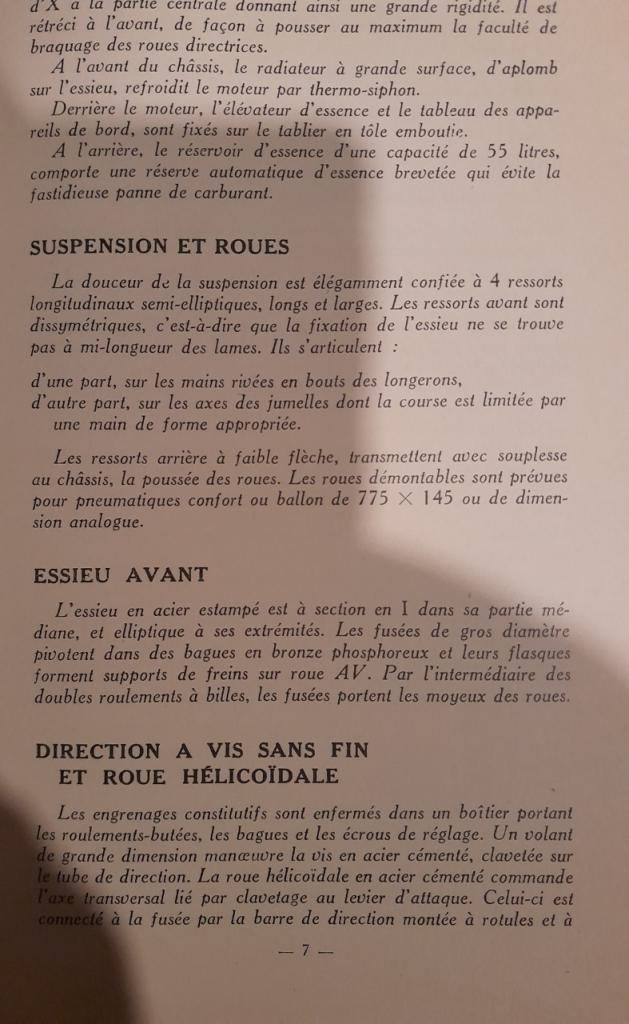 d'X à la partie centrale donnant ainsi une grande rigidité. Il est
rétréci à l'avant, de façon à pousser au maximum la faculté de
braquage des roues directrices.
A l'avant du châssis, le radiateur à grande surface, d'aplomb
sur l'essieu, refroidit le moteur par thermo-siphon.
Derrière le moteur, l'élévateur d'essence et le tableau des appa-
reils de bord, sont fixés sur le tablier en tôle emboutie.
A l'arrière, le réservoir d'essence d'une capacité de 55 litres,
comporte une réserve automatique d'essence brevetée qui évite la
fastidieuse panne de carburant.
SUSPENSION ET ROUES
La douceur de la suspension est élégamment confiée à 4 ressorts
longitudinaux semi-elliptiques, longs et larges. Les ressorts avant sont
dissymétriques, c'est-à-dire que la fixation de l'essieu ne se trouve
pas à mi-longueur des lames. Ils s'articulent :
d'une part, sur les mains rivées en bouts des longerons,
d'autre part, sur les axes des jumelles dont la course est limitée par
une main de forme appropriée.
Les ressorts arrière à faible flèche, transmettent avec souplesse
au châssis, la poussée des roues. Les roues démontables sont prévues
pour pneumatiques confort ou ballon de 775 × 145 ou de dimen-
sion analogue.
ESSIEU AVANT
L'essieu en acier estampé est à section en I dans sa partie mé-
diane, et elliptique à ses extrémités. Les fusées de gros diamètre
pivotent dans des bagues en bronze phosphoreux et leurs flasques
forment supports de freins sur roue AV. Par l'intermédiaire des
doubles roulements à billes, les fusées portent les moyeux des roues.
DIRECTION A VIS SANS FIN
ET ROUE HÉLICOÏDALE
Les engrenages constitutifs sont enfermés dans un boîtier portant
les roulements-butées, les bagues et les écrous de réglage. Un volant
de grande dimension manœuvre la vis en acier cémenté, clavetée sur
le tube de direction. La roue hélicoïdale en acier cémenté commande
l'axe transversal lié par clavetage au levier d'attaque. Celui-ci est
connecté à la fusée par la barre de direction montée à rotules et à
— 7 —